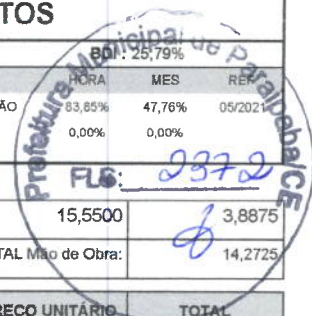 TOS
BDI : 25,79%
HORA MES REF
ÃO 83,85% 47,76% 05/2021
0,00% 0,00%
Prefeitura Municipal de Paraipaba/CE
FLS: 2372
15,5500 3,8875
TAL Mão de Obra: 14,2725
REÇO UNITÁRIO TOTAL